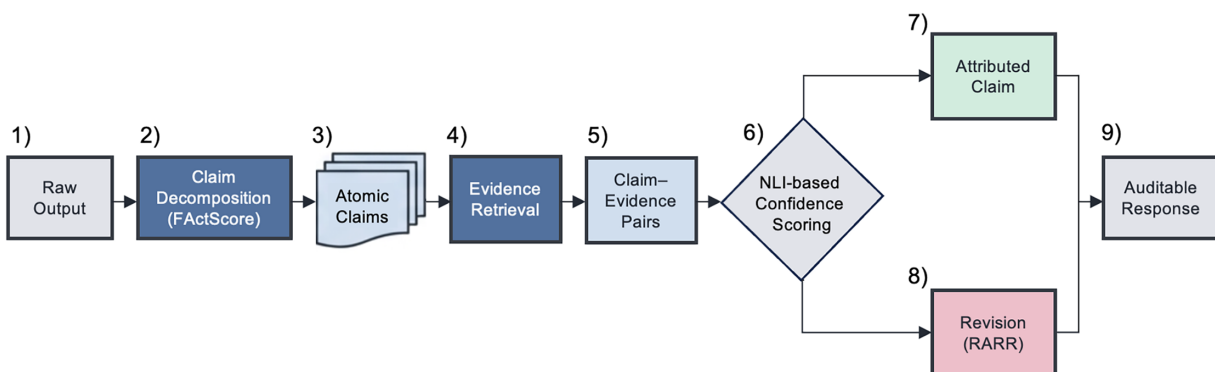 1)
Raw
Output
2)
Claim
Decomposition
(FActScore)
3)
Atomic
Claims
4)
Evidence
Retrieval
5)
Claim–
Evidence
Pairs
6)
NLI-based
Confidence
Scoring
7)
Attributed
Claim
8)
Revision
(RARR)
9)
Auditable
Response